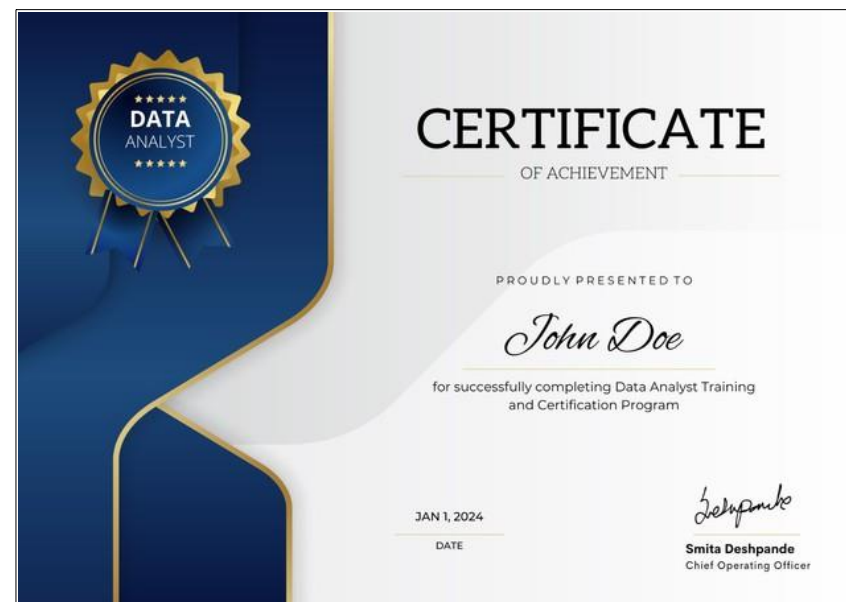 ★★★★★
DATA
ANALYST
★★★★★
CERTIFICATE
OF ACHIEVEMENT
PROUDLY PRESENTED TO
John Doe
for successfully completing Data Analyst Training
and Certification Program
JAN 1, 2024
DATE
Smita Deshpande
Chief Operating Officer